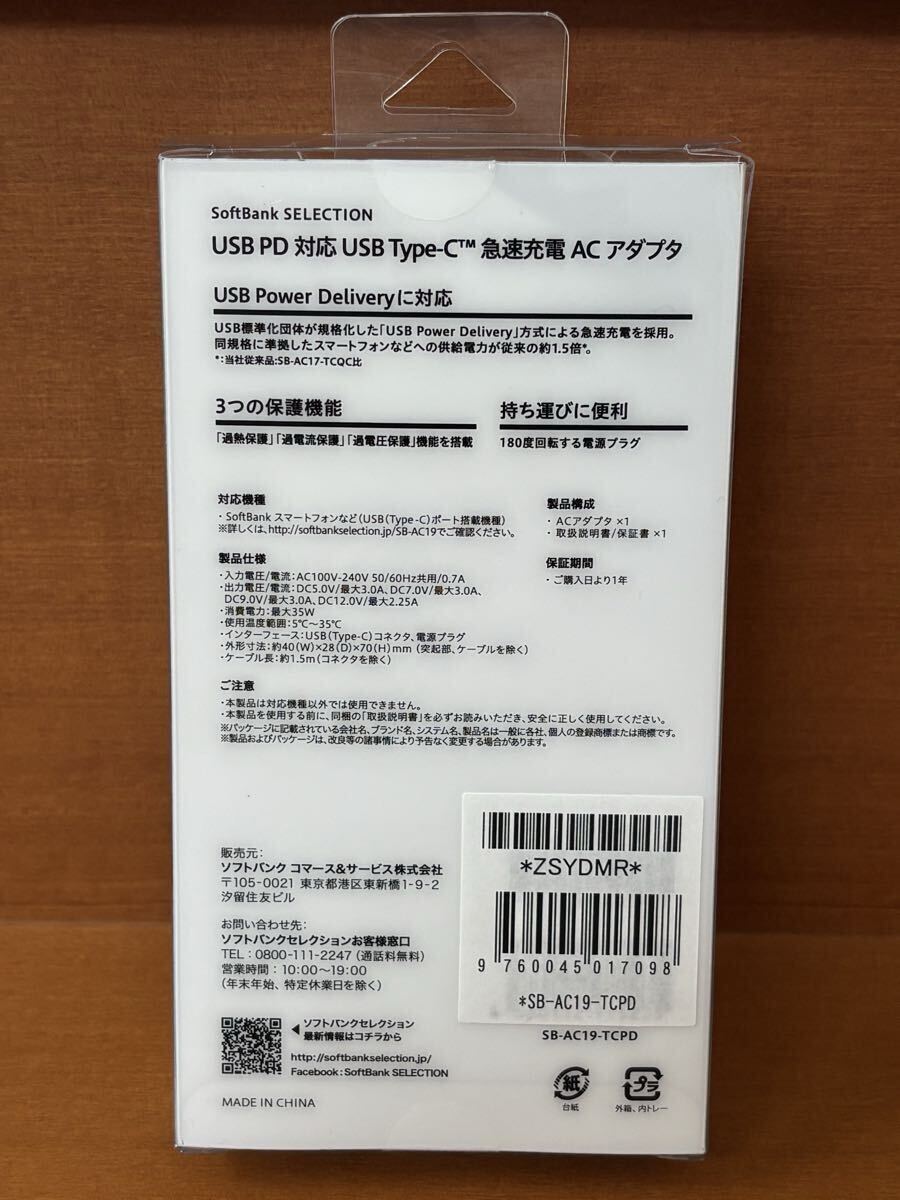 SoftBank SELECTION
USB PD 対応 USB Type-C™ 急速充電 AC アダプタ
USB Power Deliveryに対応
USB標準化団体が規格化した「USB Power Delivery」方式による急速充電を採用。
同規格に準拠したスマートフォンなどへの供給電力が従来の約1.5倍*。
*:当社従来品:SB-AC17-TCQC比
3つの保護機能
「過熱保護」「過電流保護」「過電圧保護」機能を搭載
持ち運びに便利
180度回転する電源プラグ
対応機種
・SoftBank スマートフォンなど(USB(Type-C)ポート搭載機種)
※詳しくは、http://softbankselection.jp/SB-AC19でご確認ください。
製品構成
・ACアダプタ ×1
・取扱説明書/保証書 ×1
製品仕様
・入力電圧/電流:AC100V-240V 50/60Hz共用/0.7A
・出力電圧/電流:DC5.0V/最大3.0A、DC7.0V/最大3.0A、
DC9.0V/最大3.0A、DC12.0V/最大2.25A
・消費電力:最大35W
・使用温度範囲:5℃~35℃
・インターフェース:USB(Type-C)コネクタ、電源プラグ
・外形寸法:約40(W)×28(D)×70(H)mm (突起部、ケーブルを除く)
・ケーブル長:約1.5m(コネクタを除く)
保証期間
・ご購入日より1年
ご注意
・本製品は対応機種以外では使用できません。
・本製品を使用する前に、同梱の「取扱説明書」を必ずお読みいただき、安全に正しく使用してください。
※パッケージに記載されている会社名、ブランド名、システム名、製品名は一般に各社、個人の登録商標または商標です。
※製品およびパッケージは、改良等の諸事情により予告なく変更する場合があります。
販売元:
ソフトバンク コマース&サービス株式会社
〒105-0021 東京都港区東新橋1-9-2
汐留住友ビル
お問い合わせ先:
ソフトバンクセレクションお客様窓口
TEL:0800-111-2247(通話料無料)
営業時間:10:00~19:00
(年末年始、特定休業日を除く)
ソフトバンクセレクション
最新情報はコチラから
http://softbankselection.jp/
Facebook:SoftBank SELECTION
MADE IN CHINA
*ZSYDMR*
9 760045 017098
*SB-AC19-TCPD
SB-AC19-TCPD
紙
台紙
プラ
外箱、内トレー